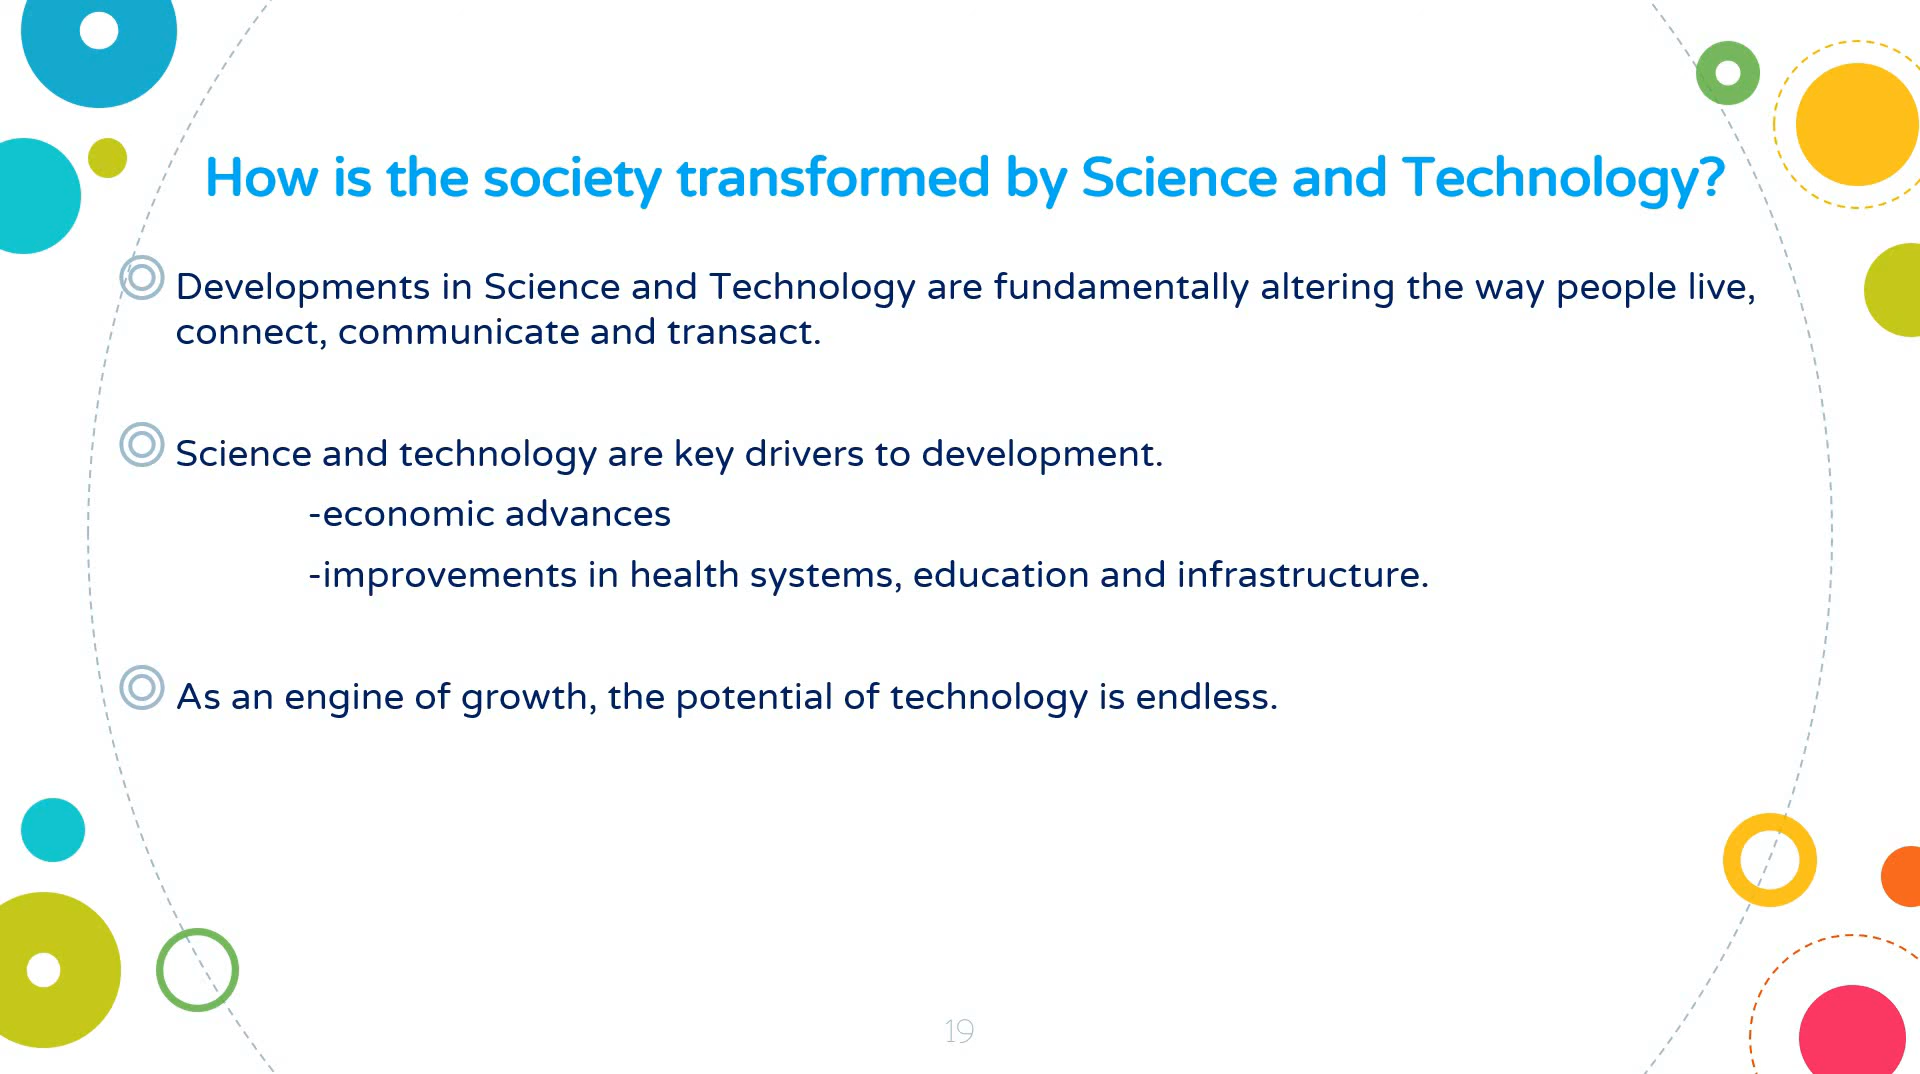 How is the society transformed by Science and Technology?
Developments in Science and Technology are fundamentally altering the way people live,
connect, communicate and transact.
Science and technology are key drivers to development.
-economic advances
-improvements in health systems, education and infrastructure.
As an engine of growth, the potential of technology is endless.
19